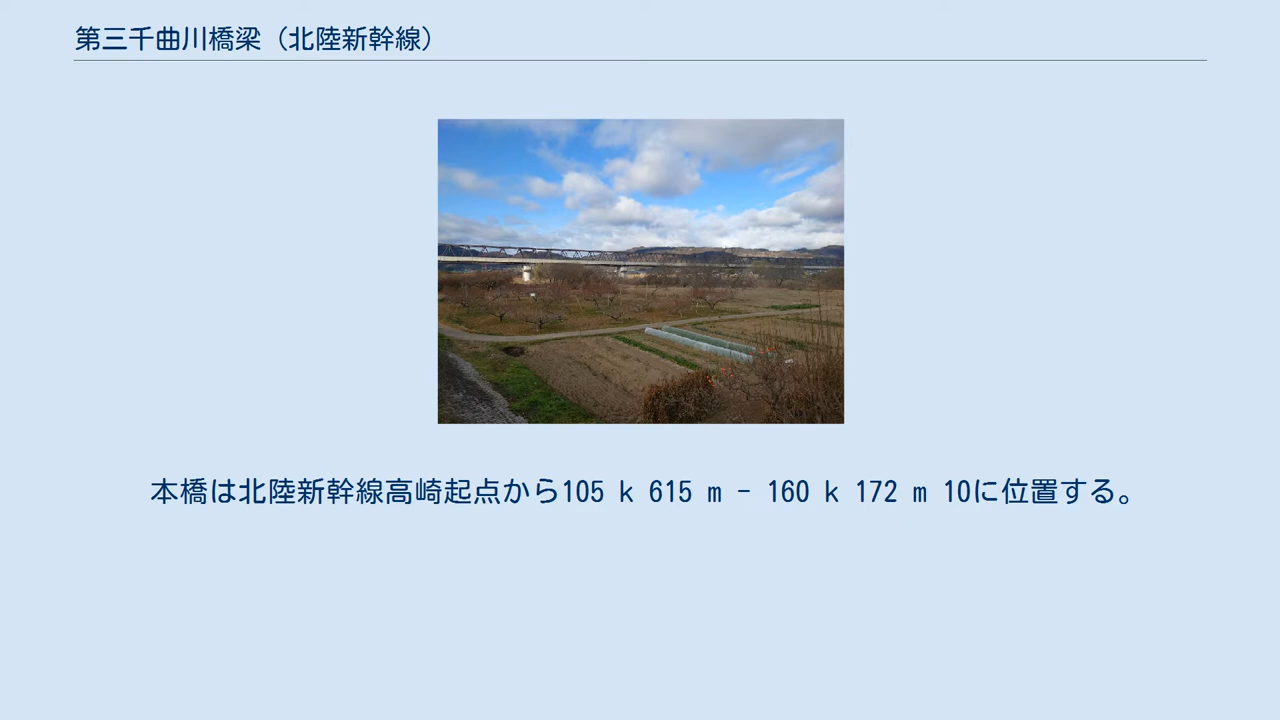 第三千曲川橋梁（北陸新幹線）
本橋は北陸新幹線高崎起点から105 k 615 m - 160 k 172 m 10に位置する。